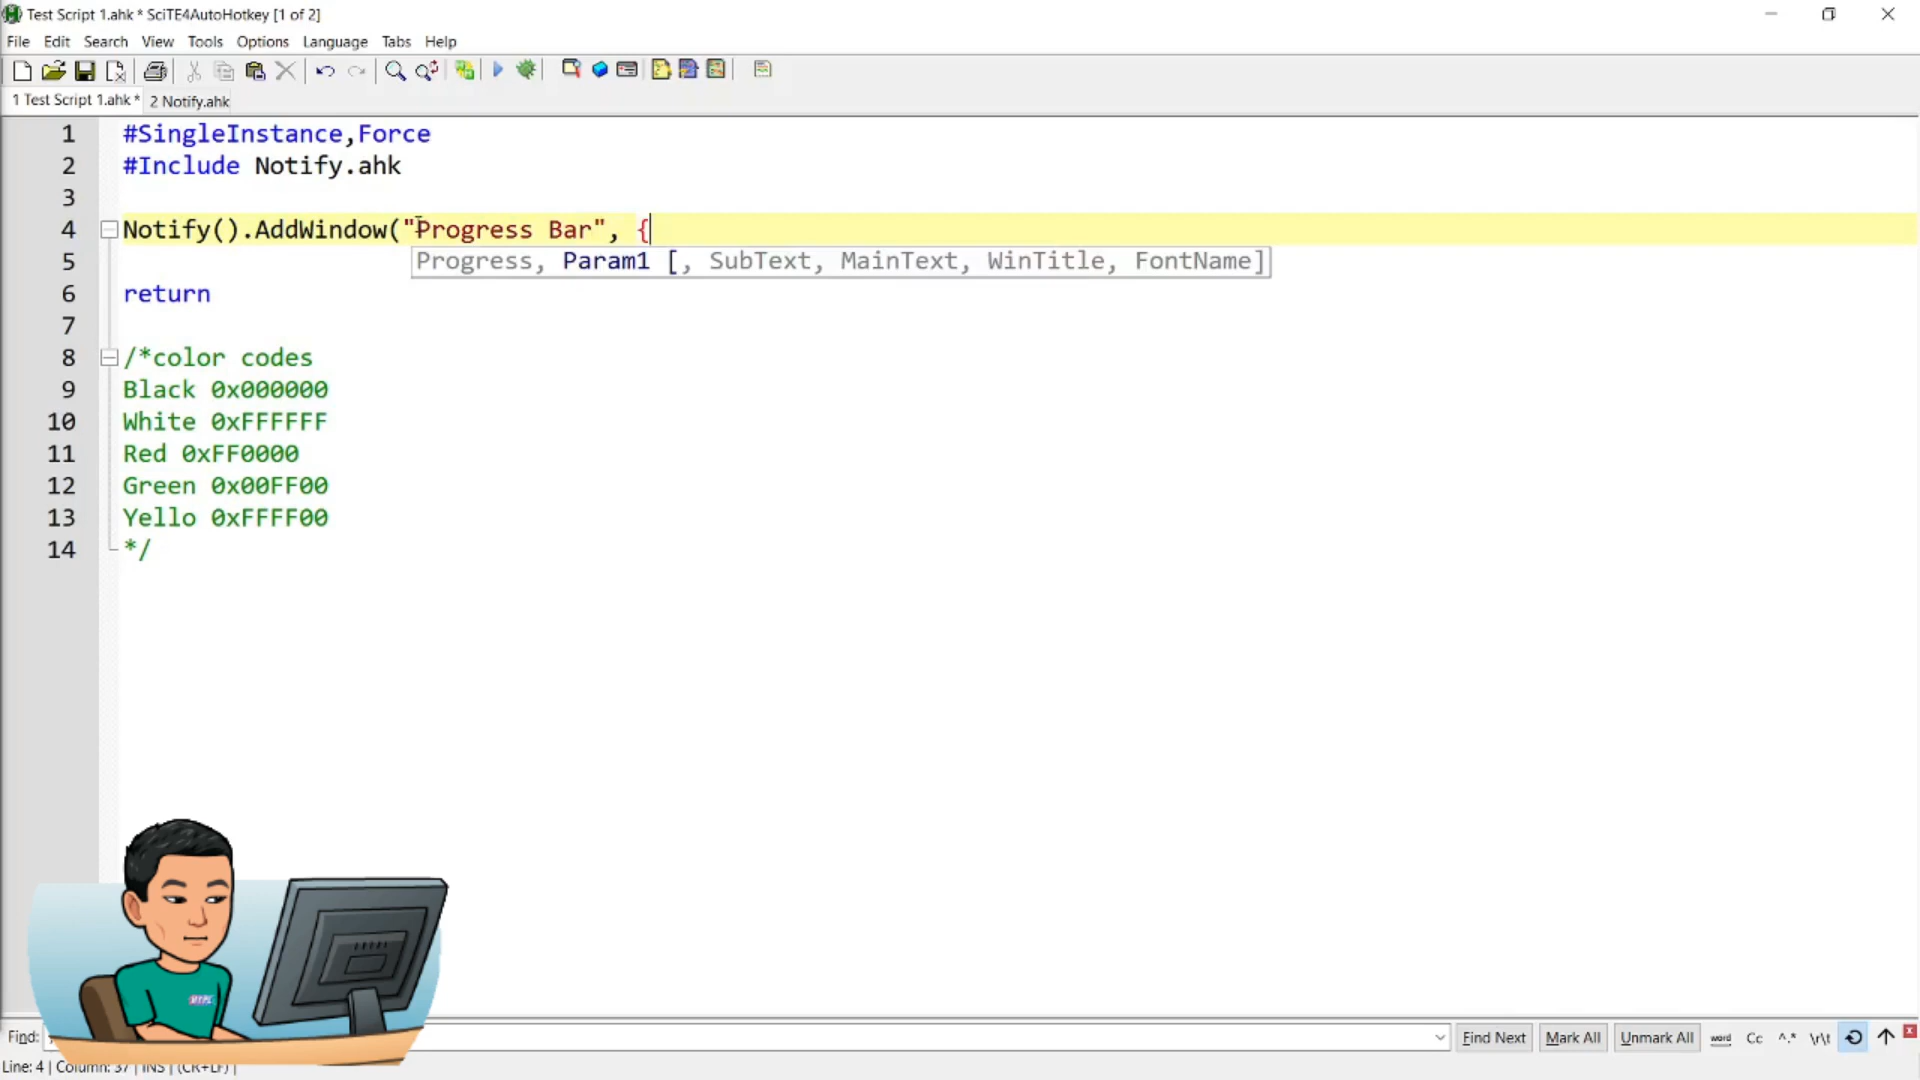 Test Script 1.ahk * SciTE4AutoHotkey [1 of 2]
File Edit Search View Tools Options Language Tabs Help
1 Test Script 1.ahk * 2 Notify.ahk
1 #SingleInstance,Force
2 #Include Notify.ahk
3
4 Notify().AddWindow("Progress Bar", {
5 Progress, Param1 [, SubText, MainText, WinTitle, FontName]
6 return
7
8 /*color codes
9 Black 0x000000
10 White 0xFFFFFF
11 Red 0xFF0000
12 Green 0x00FF00
13 Yello 0xFFFF00
14 */
Find: Find Next Mark All Unmark All word Cc ^.* \r\t
Line: 4 | Column: 37 | INS | (CR+LF) |